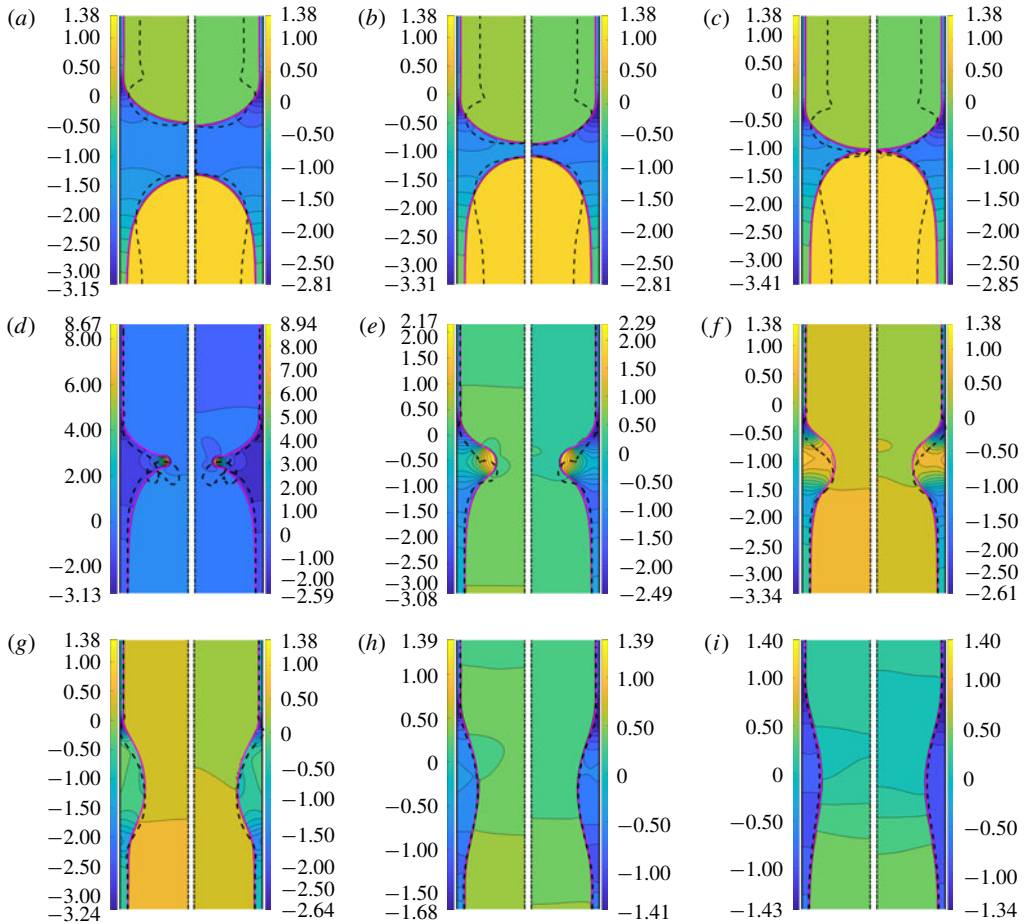 (a) 1.38 1.38 (b) 1.38 1.38 (c) 1.38 1.38
1.00 1.00 1.00 1.00 1.00 1.00
0.50 0.50 0.50 0.50 0.50 0.50
0 0 0 0 0 0
−0.50 −0.50 −0.50 −0.50 −0.50 −0.50
−1.00 −1.00 −1.00 −1.00 −1.00 −1.00
−1.50 −1.50 −1.50 −1.50 −1.50 −1.50
−2.00 −2.00 −2.00 −2.00 −2.00 −2.00
−2.50 −2.50 −2.50 −2.50 −2.50 −2.50
−3.00 −2.81 −3.00 −2.81 −3.00 −2.85
−3.15 −3.31 −3.41
(d) 8.67 8.94 (e) 2.17 2.29 (f) 1.38 1.38
8.00 8.00 2.00 2.00 1.00 1.00
6.00 7.00 1.50 1.50 0.50 0.50
4.00 6.00 1.00 1.00 0 0
2.00 5.00 0.50 0.50 −0.50 −0.50
0 4.00 0 0 −1.00 −1.00
−2.00 3.00 −0.50 −0.50 −1.50 −1.50
−3.13 2.00 −1.00 −1.00 −2.00 −2.00
1.00 −1.50 −1.50 −2.50 −2.50
0 −2.00 −2.00 −3.00 −2.61
−1.00 −2.50 −2.49 −3.34
−2.00 −3.00
−2.59 −3.08
(g) 1.38 1.38 (h) 1.39 1.39 (i) 1.40 1.40
1.00 1.00 1.00 1.00 1.00 1.00
0.50 0.50 0.50 0.50 0.50 0.50
0 0 0 0 0 0
−0.50 −0.50 −0.50 −0.50 −0.50 −0.50
−1.00 −1.00 −1.00 −1.00 −1.00 −1.00
−1.50 −1.50 −1.50 −1.41 −1.43 −1.34
−2.00 −2.00 −1.68
−2.50 −2.50
−3.00 −2.64
−3.24